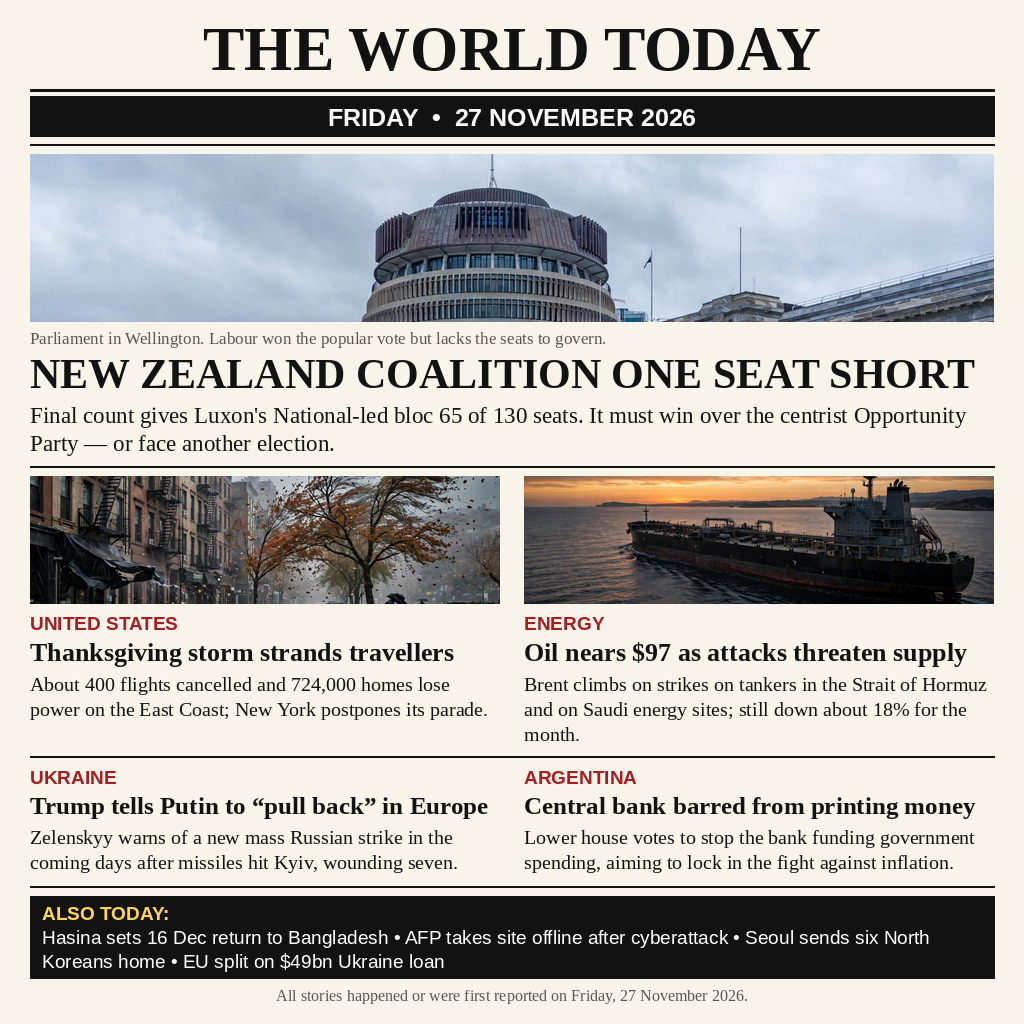 THE WORLD TODAY
FRIDAY • 27 NOVEMBER 2026
Parliament in Wellington. Labour won the popular vote but lacks the seats to govern.
NEW ZEALAND COALITION ONE SEAT SHORT
Final count gives Luxon's National-led bloc 65 of 130 seats. It must win over the centrist Opportunity
Party — or face another election.
UNITED STATES
Thanksgiving storm strands travellers
About 400 flights cancelled and 724,000 homes lose
power on the East Coast; New York postpones its parade.
ENERGY
Oil nears $97 as attacks threaten supply
Brent climbs on strikes on tankers in the Strait of Hormuz
and on Saudi energy sites; still down about 18% for the
month.
UKRAINE
Trump tells Putin to “pull back” in Europe
Zelenskyy warns of a new mass Russian strike in the
coming days after missiles hit Kyiv, wounding seven.
ARGENTINA
Central bank barred from printing money
Lower house votes to stop the bank funding government
spending, aiming to lock in the fight against inflation.
ALSO TODAY:
Hasina sets 16 Dec return to Bangladesh • AFP takes site offline after cyberattack • Seoul sends six North
Koreans home • EU split on $49bn Ukraine loan
All stories happened or were first reported on Friday, 27 November 2026.